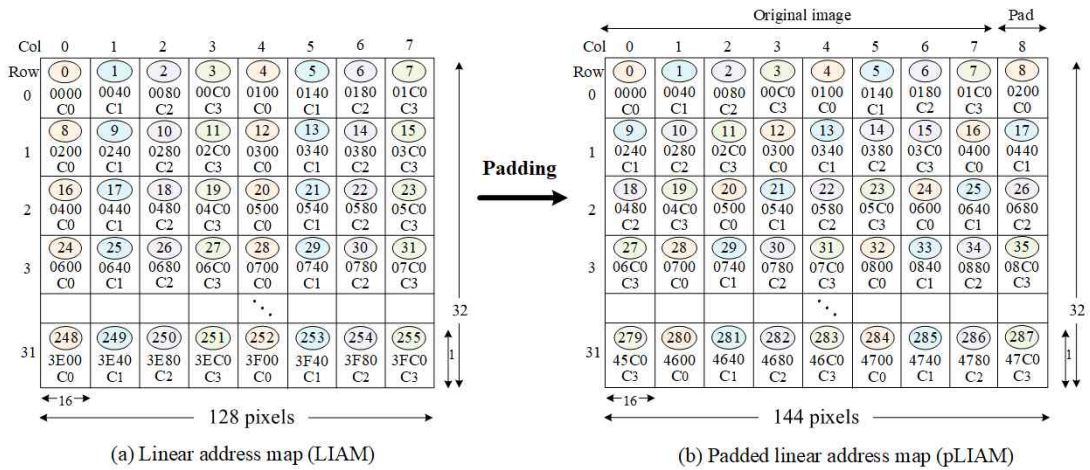 Original image Pad
Col 0 1 2 3 4 5 6 7
Row
0 1 2 3 4 5 6 7
0 0000 0040 0080 00C0 0100 0140 0180 01C0
C0 C1 C2 C3 C0 C1 C2 C3
8 9 10 11 12 13 14 15
1 0200 0240 0280 02C0 0300 0340 0380 03C0
C0 C1 C2 C3 C0 C1 C2 C3
16 17 18 19 20 21 22 23
2 0400 0440 0480 04C0 0500 0540 0580 05C0
C0 C1 C2 C3 C0 C1 C2 C3
24 25 26 27 28 29 30 31
3 0600 0640 0680 06C0 0700 0740 0780 07C0
C0 C1 C2 C3 C0 C1 C2 C3
32
248 249 250 251 252 253 254 255
31 3E00 3E40 3E80 3EC0 3F00 3F40 3F80 3FC0 1
C0 C1 C2 C3 C0 C1 C2 C3
16
128 pixels
(a) Linear address map (LIAM)
Padding
Col 0 1 2 3 4 5 6 7 8
Row
0 1 2 3 4 5 6 7 8
0 0000 0040 0080 00C0 0100 0140 0180 01C0 0200
C0 C1 C2 C3 C0 C1 C2 C3 C0
9 10 11 12 13 14 15 16 17
1 0240 0280 02C0 0300 0340 0380 03C0 0400 0440
C1 C2 C3 C0 C1 C2 C3 C0 C1
18 19 20 21 22 23 24 25 26
2 0480 04C0 0500 0540 0580 05C0 0600 0640 0680
C2 C3 C0 C1 C2 C3 C0 C1 C2
27 28 29 30 31 32 33 34 35
3 06C0 0700 0740 0780 07C0 0800 0840 0880 08C0
C3 C0 C1 C2 C3 C0 C1 C2 C3
32
279 280 281 282 283 284 285 286 287
31 45C0 4600 4640 4680 46C0 4700 4740 4780 47C0 1
C3 C0 C1 C2 C3 C0 C1 C2 C3
16
144 pixels
(b) Padded linear address map (pLIAM)